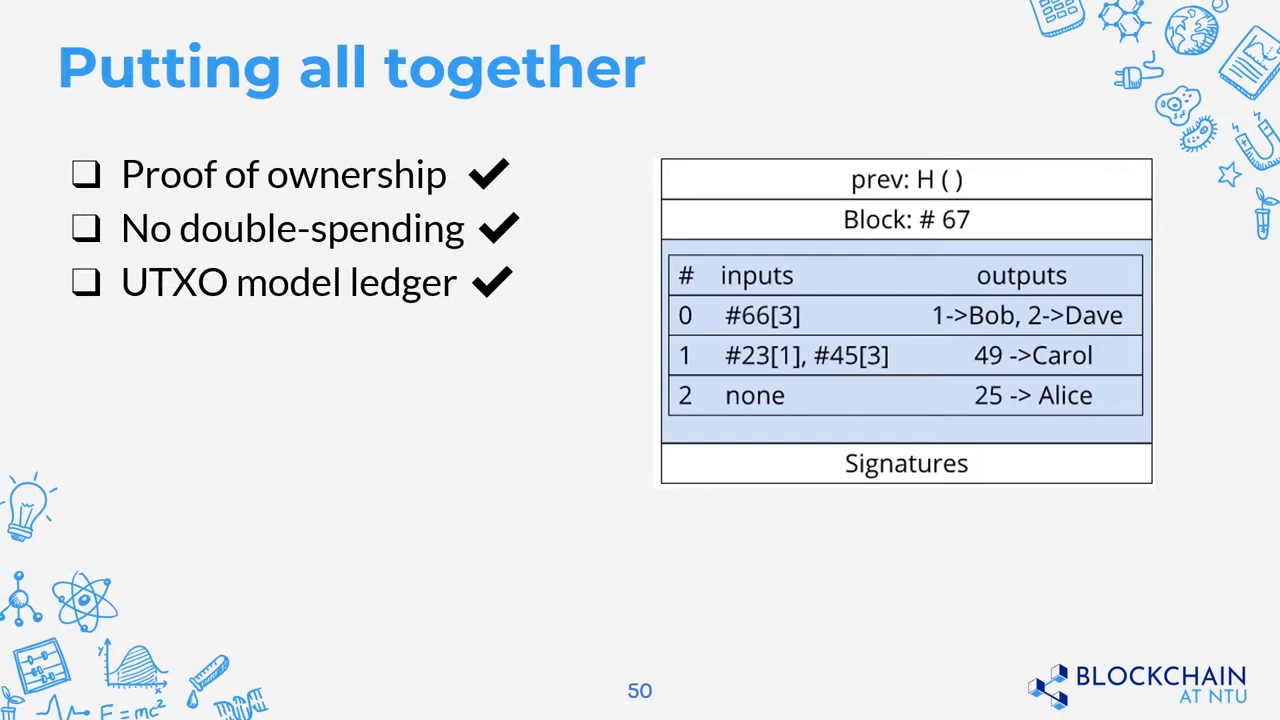 Putting all together
❑ Proof of ownership ✔
❑ No double-spending ✔
❑ UTXO model ledger ✔
prev: H ( )
Block: # 67
# inputs outputs
0 #66[3] 1->Bob, 2->Dave
1 #23[1], #45[3] 49 ->Carol
2 none 25 -> Alice
Signatures
y
x
E=mc²
50
BLOCKCHAIN
AT NTU